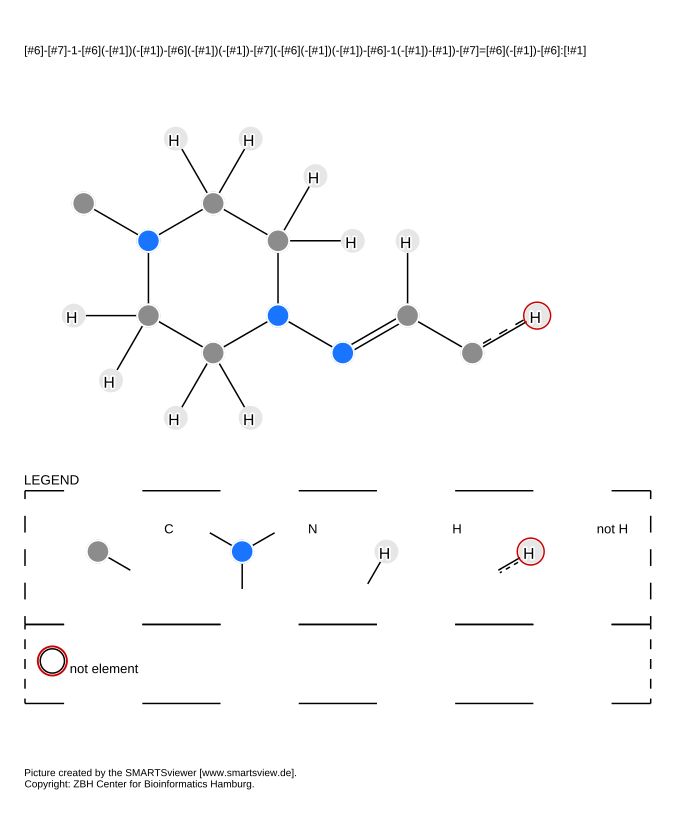 [#6]-[#7]-1-[#6](-[#1])(-[#1])-[#6](-[#1])(-[#1])-[#7](-[#6](-[#1])(-[#1])-[#6]-1(-[#1])-[#1])-[#7]=[#6](-[#1])-[#6]:[!#1]
H H
H
H H
H H
H
H H
LEGEND
C N H not H
H H
not element
Picture created by the SMARTSviewer [www.smartsview.de].
Copyright: ZBH Center for Bioinformatics Hamburg.